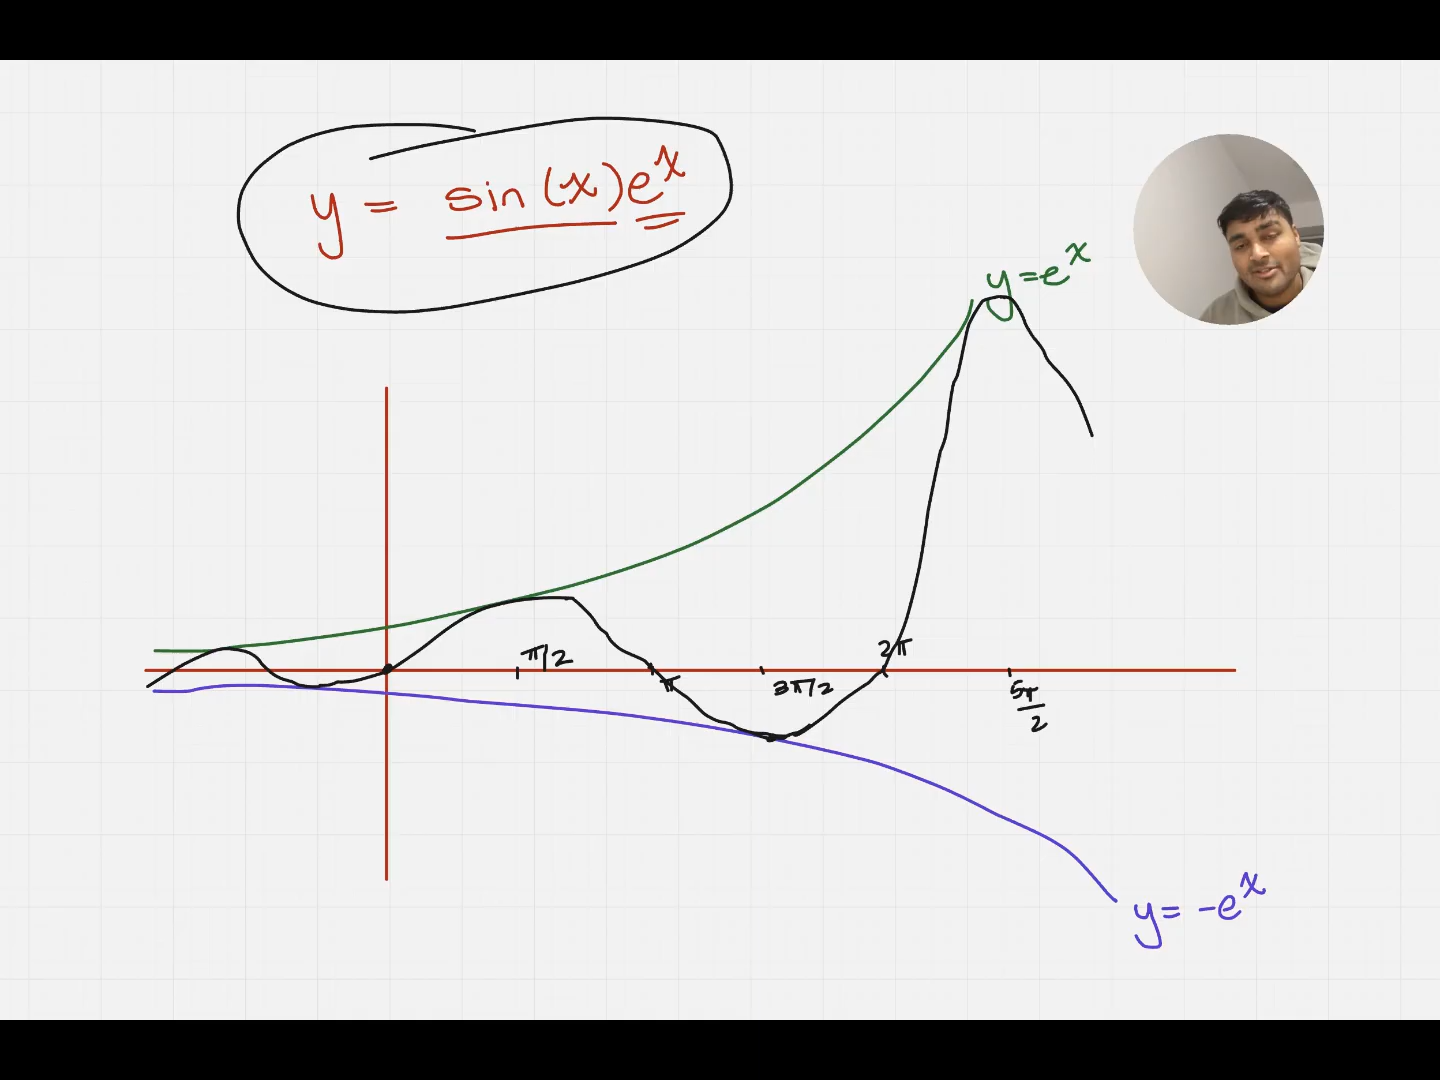 y = sin(x)e^x
y=e^x
π/2
π
3π/2
2π
5π/2
y= -e^x